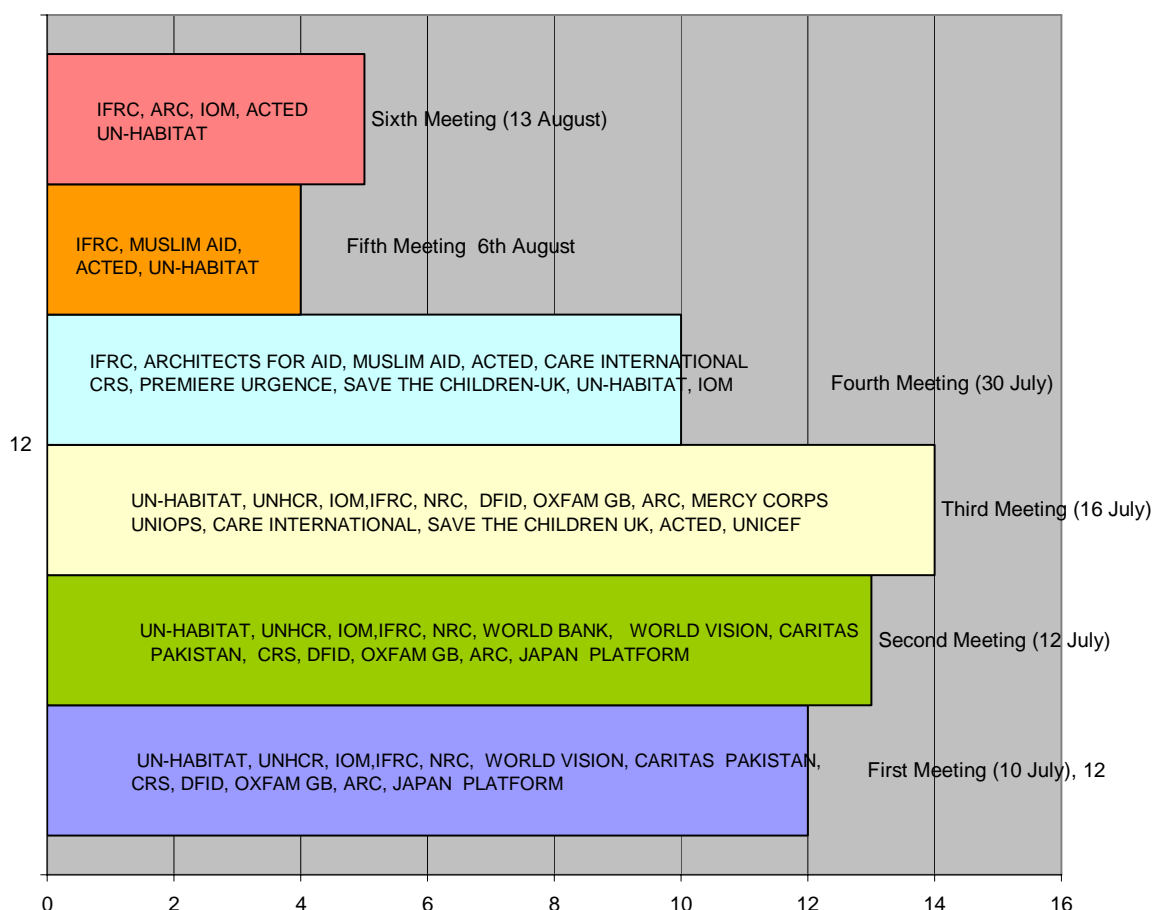 IFRC, ARC, IOM, ACTED
UN-HABITAT
Sixth Meeting (13 August)
IFRC, MUSLIM AID,
ACTED, UN-HABITAT
Fifth Meeting  6th August
IFRC, ARCHITECTS FOR AID, MUSLIM AID, ACTED, CARE INTERNATIONAL
CRS, PREMIERE URGENCE, SAVE THE CHILDREN-UK, UN-HABITAT, IOM
Fourth Meeting (30 July)
12
UN-HABITAT, UNHCR, IOM,IFRC, NRC,  DFID, OXFAM GB, ARC, MERCY CORPS
UNIOPS, CARE INTERNATIONAL, SAVE THE CHILDREN UK, ACTED, UNICEF
Third Meeting (16 July)
UN-HABITAT, UNHCR, IOM,IFRC, NRC, WORLD BANK,   WORLD VISION, CARITAS
PAKISTAN,  CRS, DFID, OXFAM GB, ARC, JAPAN  PLATFORM
Second Meeting (12 July)
UN-HABITAT, UNHCR, IOM,IFRC, NRC,  WORLD VISION, CARITAS  PAKISTAN,
CRS, DFID, OXFAM GB, ARC, JAPAN  PLATFORM
First Meeting (10 July), 12
0 2 4 6 8 10 12 14 16